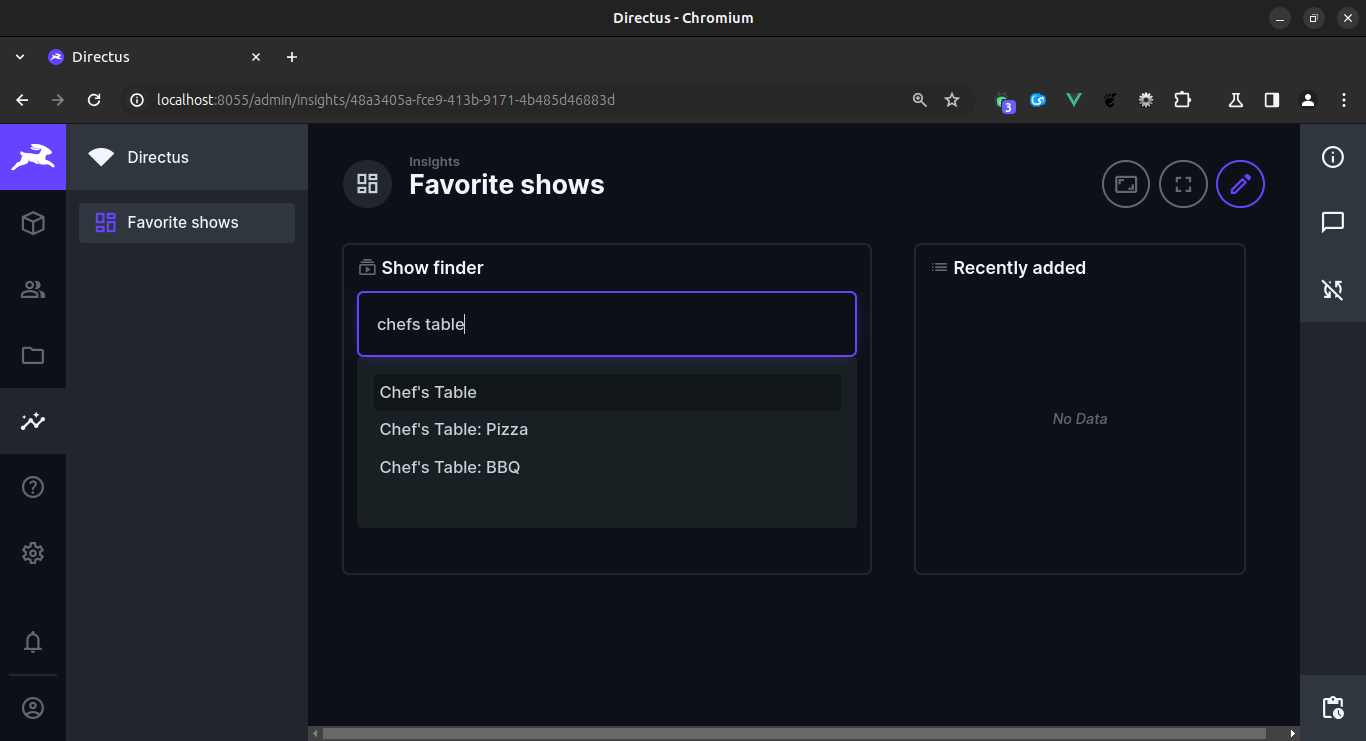 Directus - Chromium
Directus
localhost:8055/admin/insights/48a3405a-fce9-413b-9171-4b485d46883d
3
Directus
Favorite shows
Insights
Favorite shows
Show finder
chefs table
Chef's Table
Chef's Table: Pizza
Chef's Table: BBQ
Recently added
No Data